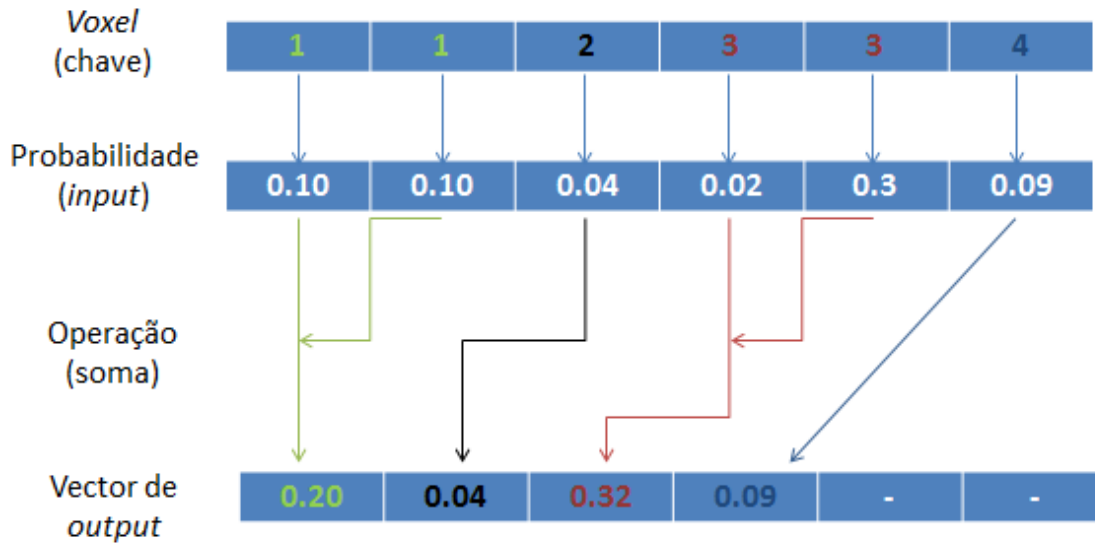 Voxel
(chave)
1 1 2 3 3 4
Probabilidade
(input)
0.10 0.10 0.04 0.02 0.3 0.09
Operação
(soma)
Vector de
output
0.20 0.04 0.32 0.09 - -